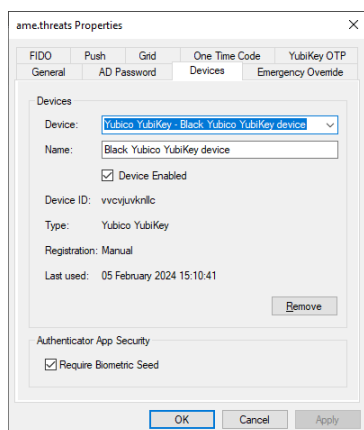 ame.threats Properties
FIDO Push Grid One Time Code YubiKey OTP
General AD Password Devices Emergency Override
Devices
Device: Yubico YubiKey - Black Yubico YubiKey device
Name: Black Yubico YubiKey device
Device Enabled
Device ID: vvcvjuvknllc
Type: Yubico YubiKey
Registration: Manual
Last used: 05 February 2024 15:10:41
Remove
Authenticator App Security
Require Biometric Seed
OK Cancel Apply